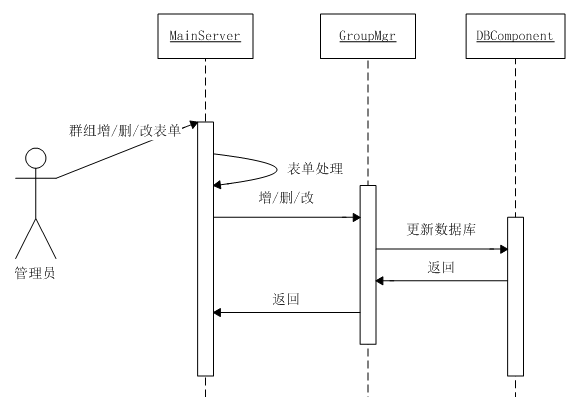 MainServer
GroupMgr
DBComponent
群组增/删/改表单
表单处理
增/删/改
更新数据库
返回
管理员
返回